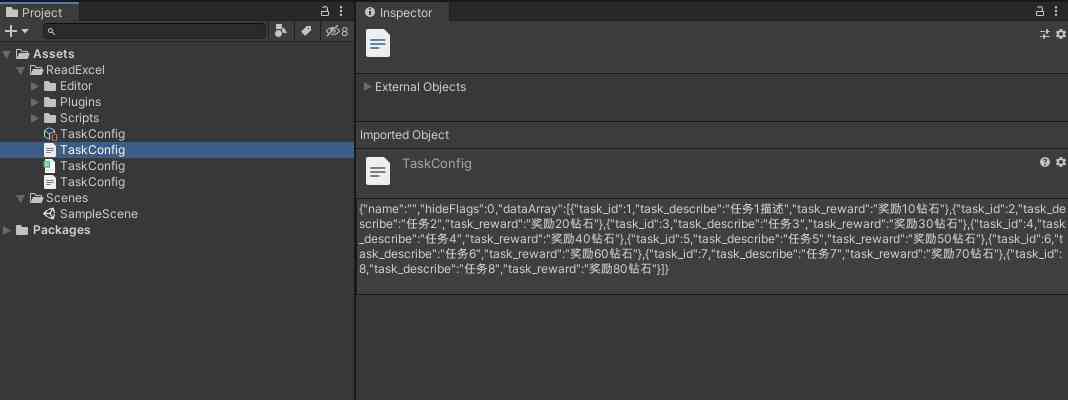 Project
8
Assets
ReadExcel
Editor
Plugins
Scripts
TaskConfig
TaskConfig
TaskConfig
TaskConfig
Scenes
SampleScene
Packages
Inspector
External Objects
Imported Object
TaskConfig
{"name":"","hideFlags":0,"dataArray":[{"task_id":1,"task_describe":"任务1描述","task_reward":"奖励10钻石"},{"task_id":2,"task_de
scribe":"任务2","task_reward":"奖励20钻石"},{"task_id":3,"task_describe":"任务3","task_reward":"奖励30钻石"},{"task_id":4,"task
_describe":"任务4","task_reward":"奖励40钻石"},{"task_id":5,"task_describe":"任务5","task_reward":"奖励50钻石"},{"task_id":6,"t
ask_describe":"任务6","task_reward":"奖励60钻石"},{"task_id":7,"task_describe":"任务7","task_reward":"奖励70钻石"},{"task_id":
8,"task_describe":"任务8","task_reward":"奖励80钻石"}]}